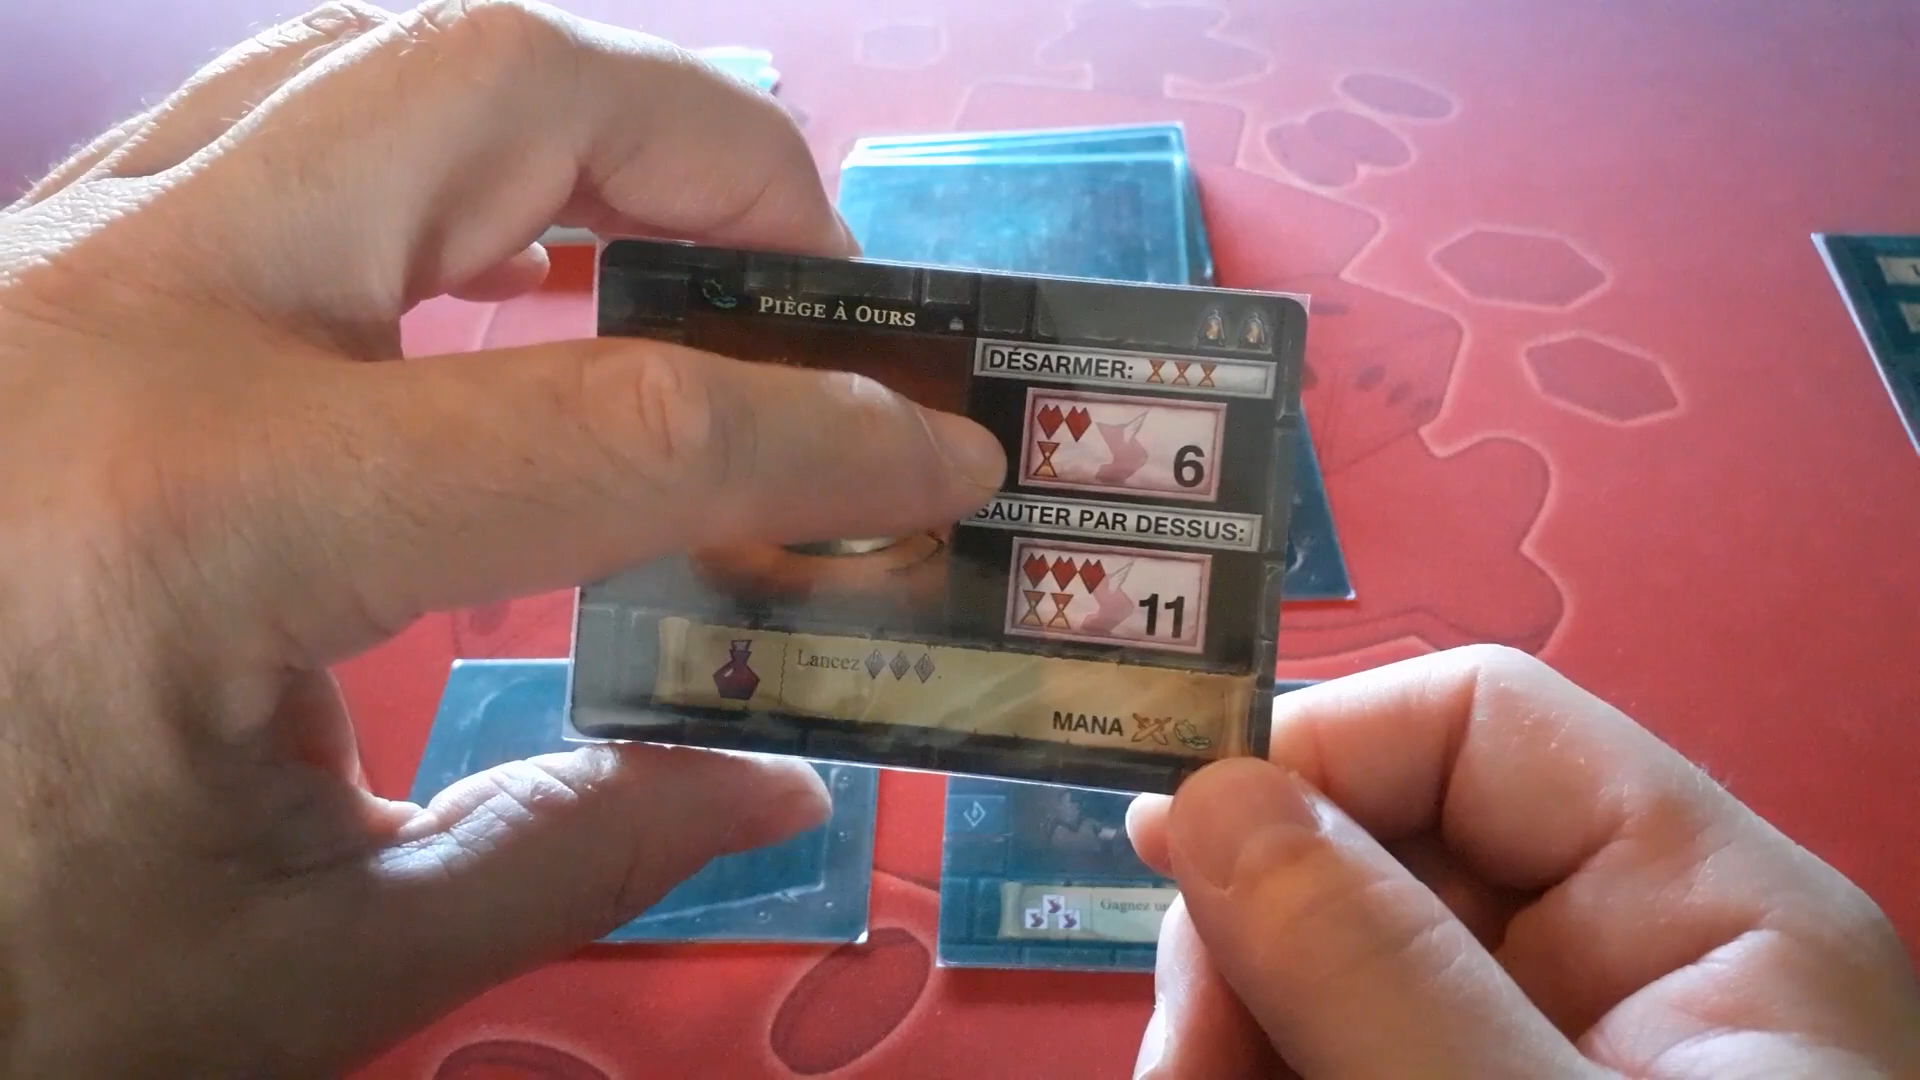 PIÈGE À OURS
DÉSARMER:
6
SAUTER PAR DESSUS:
11
Lancez
MANA
Gagnez